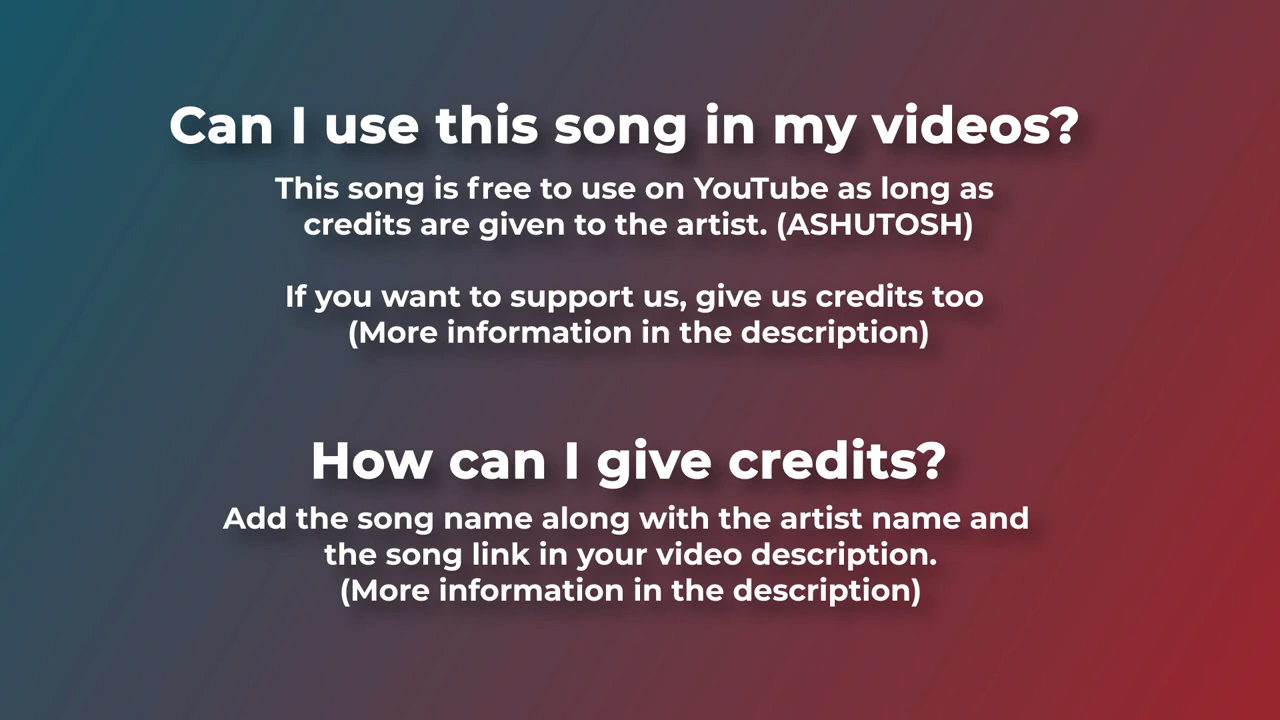 Can I use this song in my videos?
This song is free to use on YouTube as long as
credits are given to the artist. (ASHUTOSH)
If you want to support us, give us credits too
(More information in the description)
How can I give credits?
Add the song name along with the artist name and
the song link in your video description.
(More information in the description)